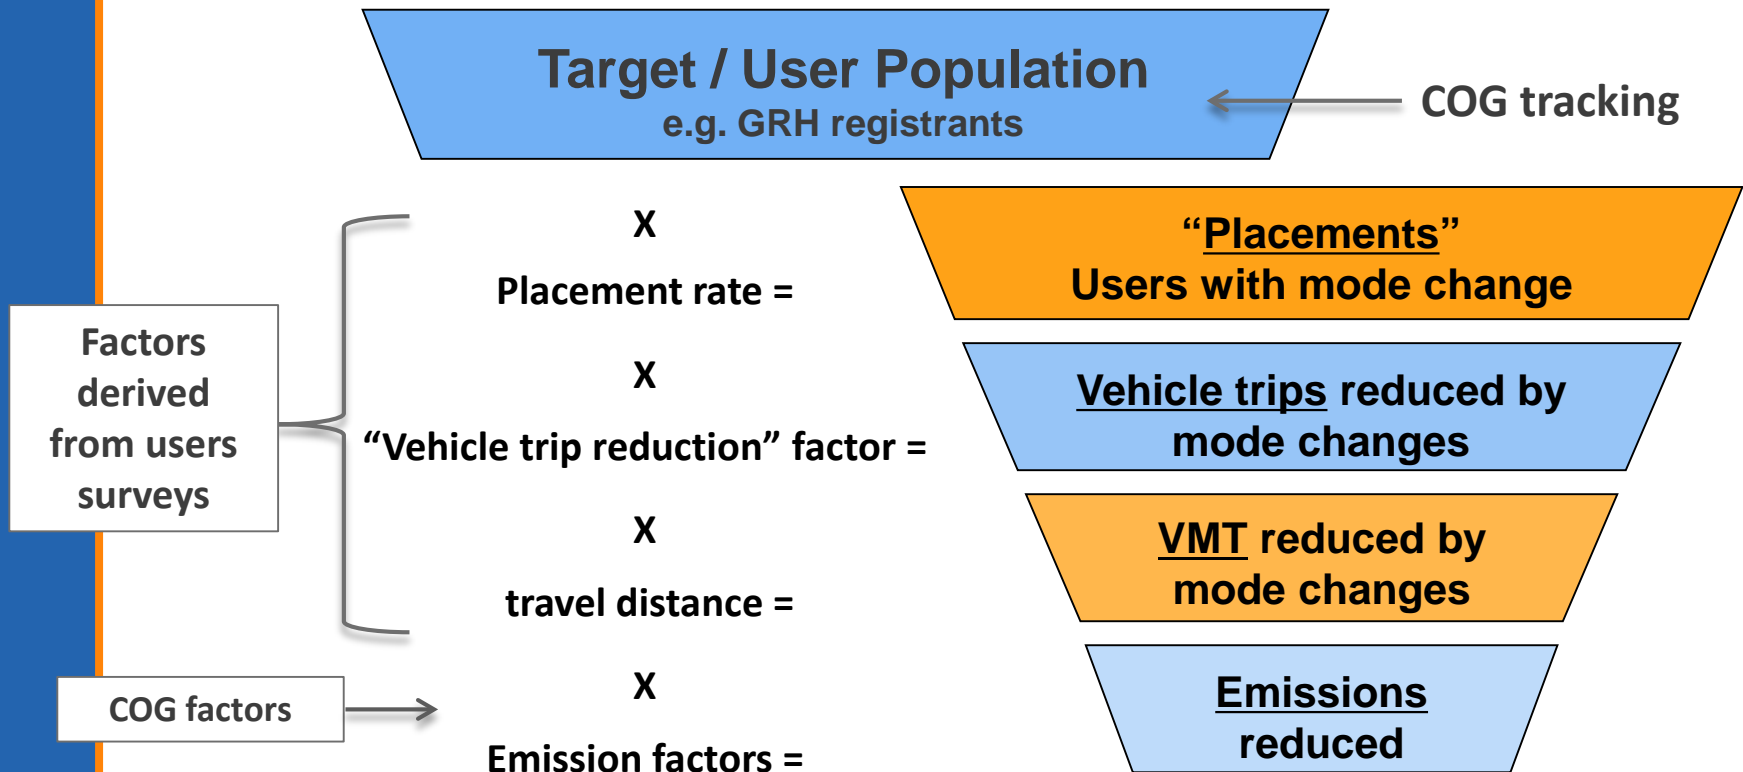 Target / User Population
e.g. GRH registrants
COG tracking
X
Placement rate =
“Placements”
Users with mode change
Factors
derived
from users
surveys
X
“Vehicle trip reduction” factor =
Vehicle trips reduced by
mode changes
X
travel distance =
VMT reduced by
mode changes
COG factors
X
Emission factors =
Emissions
reduced